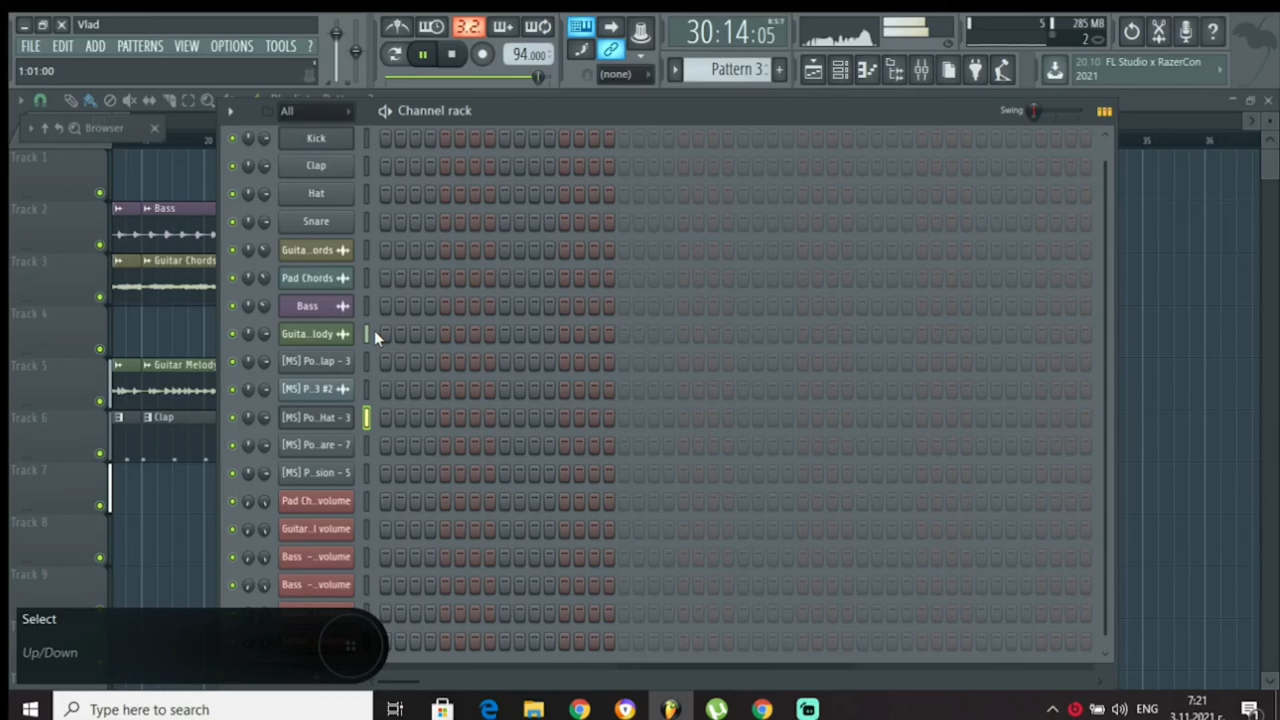 Vlad
FILE EDIT ADD PATTERNS VIEW OPTIONS TOOLS ?
1:01:00
3.2
94.000
30:14:05
B:S:T
(none)
Pattern 3
5
285 MB
2
20:10 FL Studio x RazerCon
2021
Browser
All
Channel rack
Swing
20
35
36
Track 1
Track 2
Bass
Track 3
Guitar Chords
Track 4
Track 5
Guitar Melody
Track 6
Clap
Track 7
Track 8
Track 9
Kick
Clap
Hat
Snare
Guita...ords
Pad Chords
Bass
Guita...lody
[MS] Po...lap - 3
[MS] P...3 #2
[MS] Po...Hat - 3
[MS] Po...are - 7
[MS] P...sion - 5
Pad Ch...volume
Guitar...l volume
Bass -...volume
Bass -...volume
Select
Up/Down
Type here to search
ENG
7:21
3.11.2021 г.
1